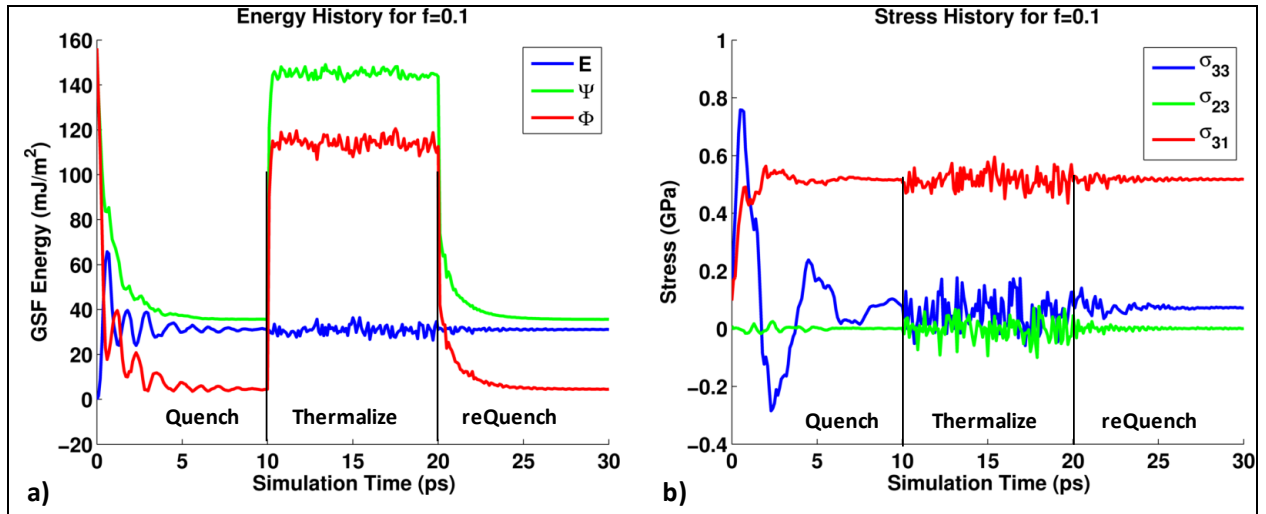 Energy History for f=0.1
160
140
120
100
80
60
40
20
0
−20
GSF Energy (mJ/m²)
E
Ψ
Φ
Quench
Thermalize
reQuench
0
5
10
15
20
25
30
Simulation Time (ps)
a)
Stress History for f=0.1
1
0.8
0.6
0.4
0.2
0
−0.2
−0.4
Stress (GPa)
σ33
σ23
σ31
Quench
Thermalize
reQuench
0
5
10
15
20
25
30
Simulation Time (ps)
b)